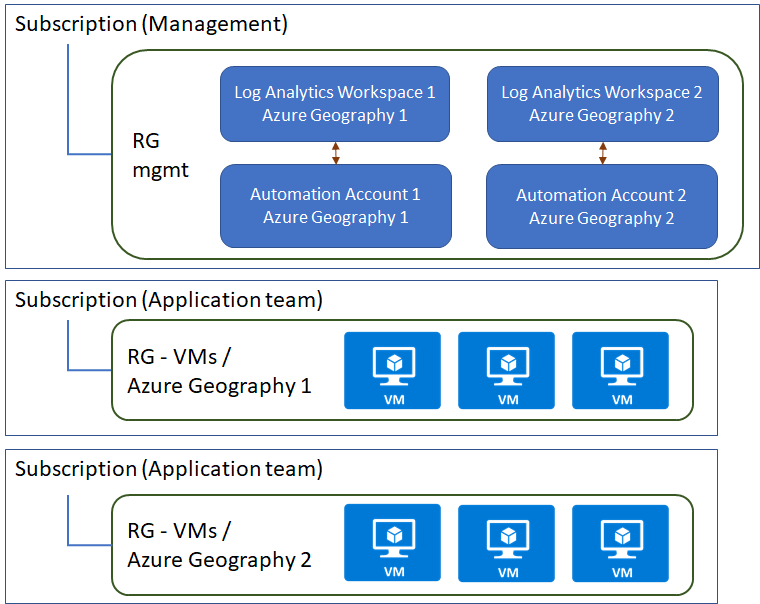 Subscription (Management)
RG
mgmt
Log Analytics Workspace 1
Azure Geography 1
Log Analytics Workspace 2
Azure Geography 2
Automation Account 1
Azure Geography 1
Automation Account 2
Azure Geography 2
Subscription (Application team)
RG - VMs /
Azure Geography 1
VM
VM
VM
Subscription (Application team)
RG - VMs /
Azure Geography 2
VM
VM
VM